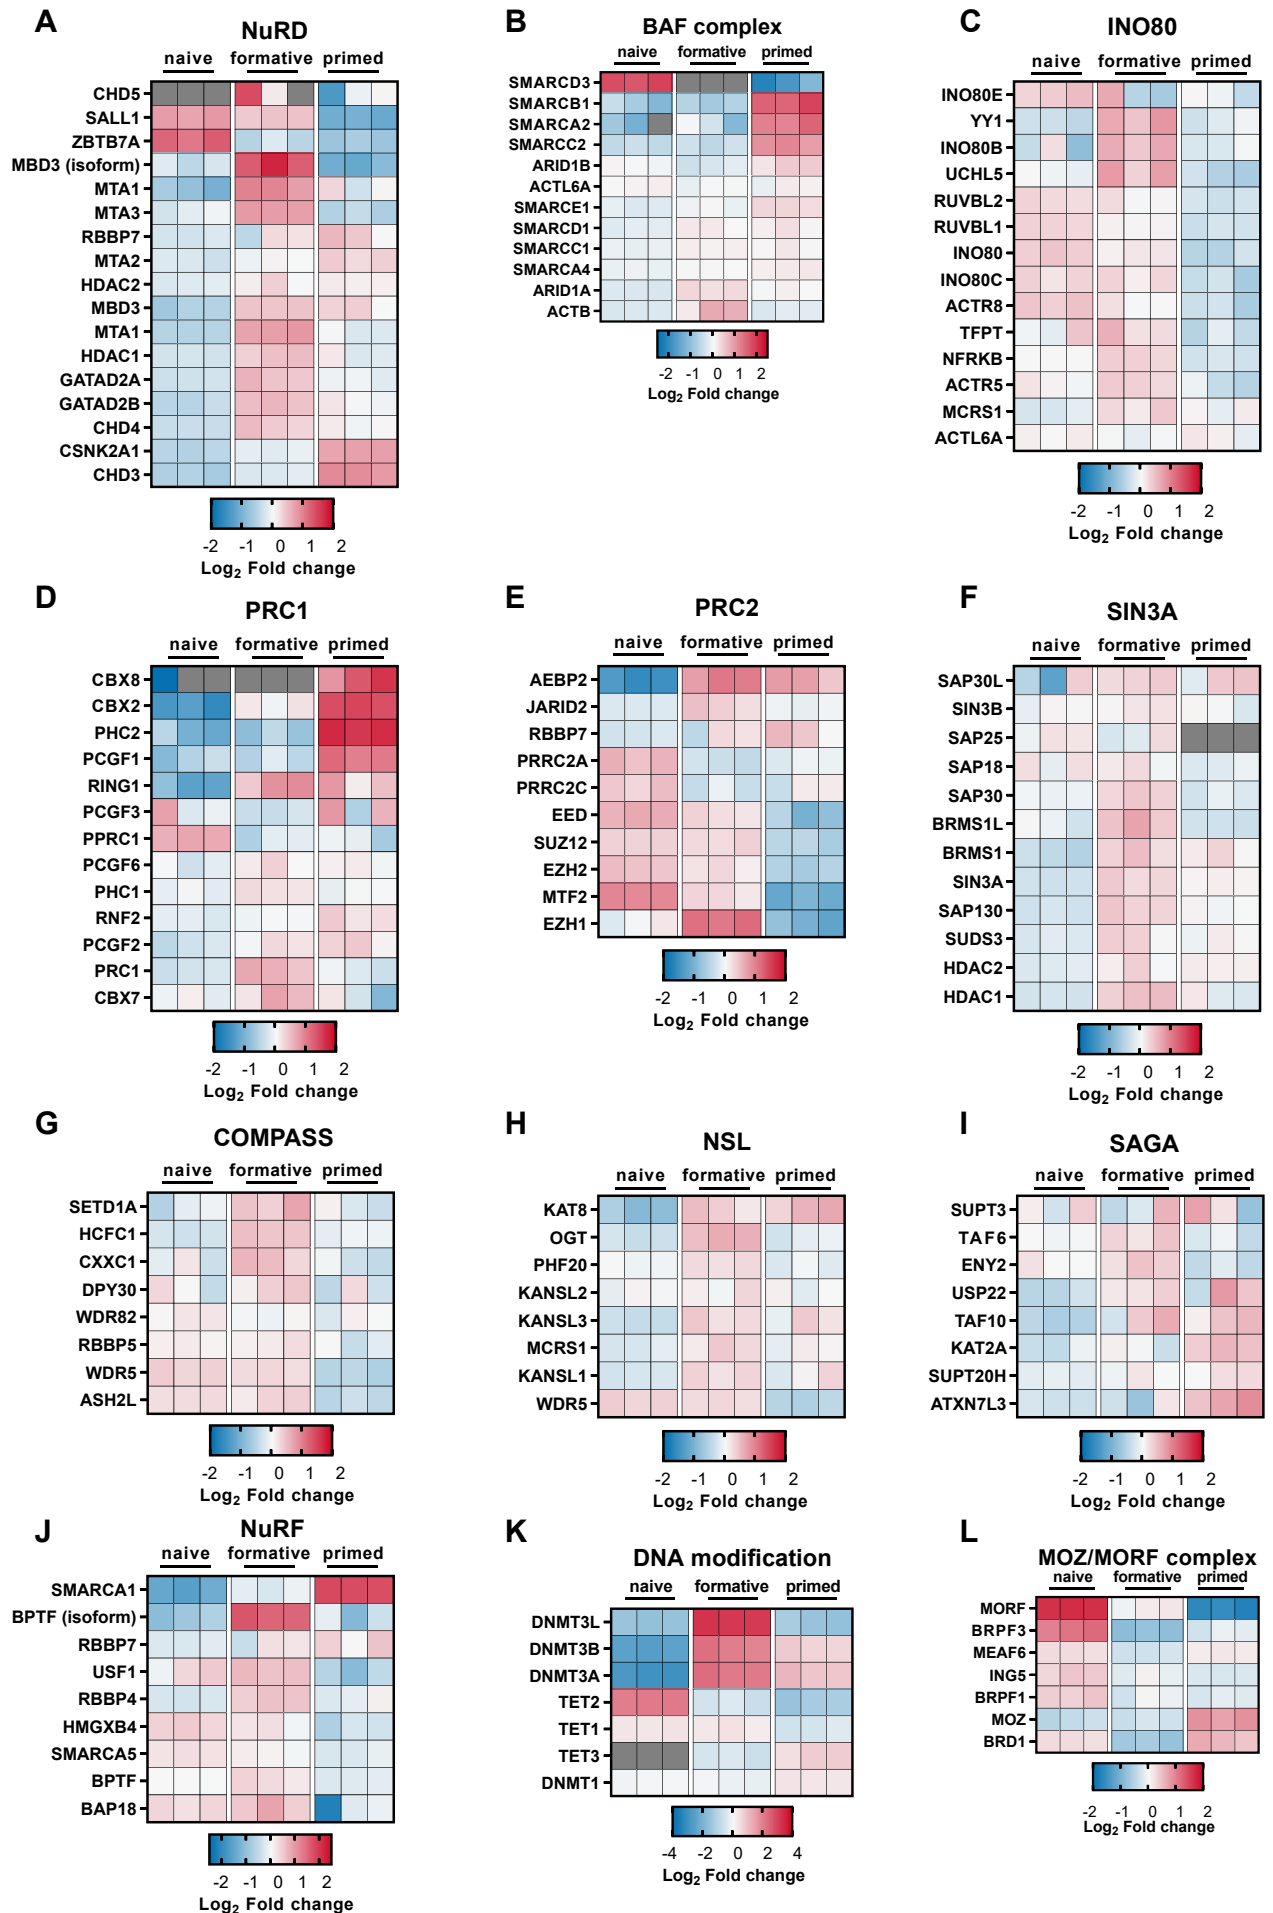 A
NuRD
naive formative primed
CHD5
SALL1
ZBTB7A
MBD3 (isoform)
MTA1
MTA3
RBBP7
MTA2
HDAC2
MBD3
MTA1
HDAC1
GATAD2A
GATAD2B
CHD4
CSNK2A1
CHD3
-2 -1 0 1 2
Log2 Fold change
B
BAF complex
naive formative primed
SMARCD3
SMARCB1
SMARCA2
SMARCC2
ARID1B
ACTL6A
SMARCE1
SMARCD1
SMARCC1
SMARCA4
ARID1A
ACTB
-2 -1 0 1 2
Log2 Fold change
C
INO80
naive formative primed
INO80E
YY1
INO80B
UCHL5
RUVBL2
RUVBL1
INO80
INO80C
ACTR8
TFPT
NFRKB
ACTR5
MCRS1
ACTL6A
-2 -1 0 1 2
Log2 Fold change
D
PRC1
naive formative primed
CBX8
CBX2
PHC2
PCGF1
RING1
PCGF3
PPRC1
PCGF6
PHC1
RNF2
PCGF2
PRC1
CBX7
-2 -1 0 1 2
Log2 Fold change
E
PRC2
naive formative primed
AEBP2
JARID2
RBBP7
PRRC2A
PRRC2C
EED
SUZ12
EZH2
MTF2
EZH1
-2 -1 0 1 2
Log2 Fold change
F
SIN3A
naive formative primed
SAP30L
SIN3B
SAP25
SAP18
SAP30
BRMS1L
BRMS1
SIN3A
SAP130
SUDS3
HDAC2
HDAC1
-2 -1 0 1 2
Log2 Fold change
G
COMPASS
naive formative primed
SETD1A
HCFC1
CXXC1
DPY30
WDR82
RBBP5
WDR5
ASH2L
-2 -1 0 1 2
Log2 Fold change
H
NSL
naive formative primed
KAT8
OGT
PHF20
KANSL2
KANSL3
MCRS1
KANSL1
WDR5
-2 -1 0 1 2
Log2 Fold change
I
SAGA
naive formative primed
SUPT3
TAF6
ENY2
USP22
TAF10
KAT2A
SUPT20H
ATXN7L3
-2 -1 0 1 2
Log2 Fold change
J
NuRF
naive formative primed
SMARCA1
BPTF (isoform)
RBBP7
USF1
RBBP4
HMGXB4
SMARCA5
BPTF
BAP18
-2 -1 0 1 2
Log2 Fold change
K
DNA modification
naive formative primed
DNMT3L
DNMT3B
DNMT3A
TET2
TET1
TET3
DNMT1
-4 -2 0 2 4
Log2 Fold change
L
MOZ/MORF complex
naive formative primed
MORF
BRPF3
MEAF6
ING5
BRPF1
MOZ
BRD1
-2 -1 0 1 2
Log2 Fold change